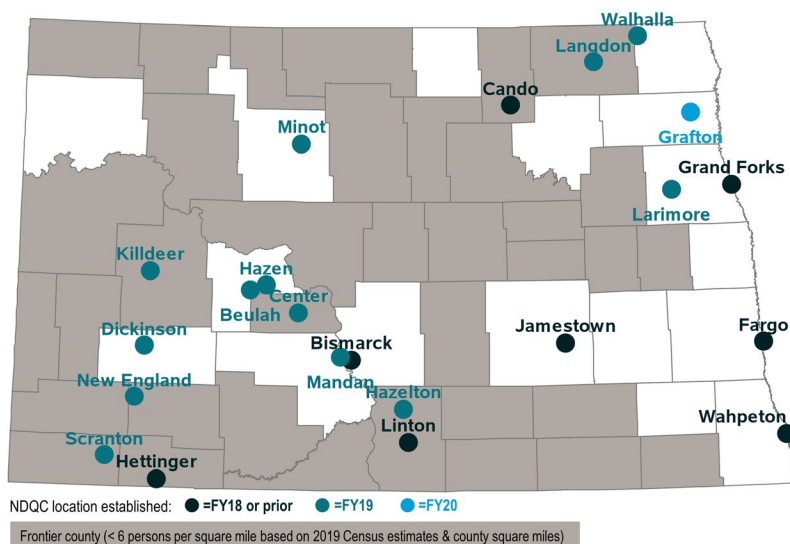 Walhalla
Langdon
Cando
Minot
Grafton
Grand Forks
Larimore
Killdeer
Hazen
Center
Beulah
Dickinson
Jamestown
Fargo
Bismarck
Mandan
New England
Hazelton
Wahpeton
Linton
Scranton
Hettinger
NDQC location established: =FY18 or prior =FY19 =FY20
Frontier county (< 6 persons per square mile based on 2019 Census estimates & county square miles)